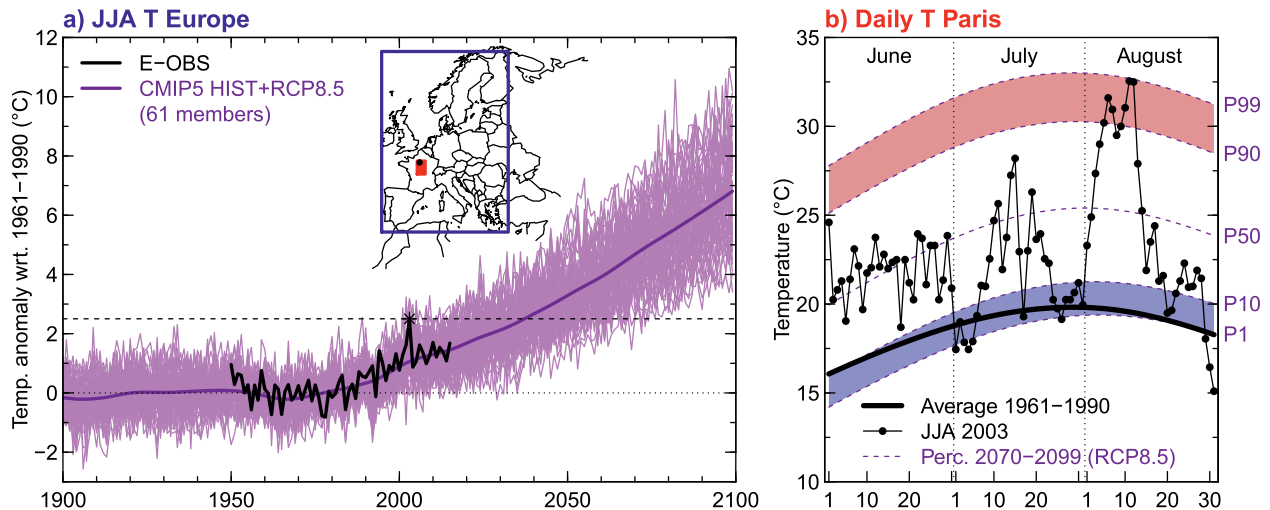 a) JJA T Europe
Temp. anomaly wrt. 1961−1990 (°C)
12
10
8
6
4
2
0
−2
E−OBS
CMIP5 HIST+RCP8.5
(61 members)
1900
1950
2000
2050
2100
b) Daily T Paris
Temperature (°C)
35
30
25
20
15
10
June
July
August
P99
P90
P50
P10
P1
Average 1961−1990
JJA 2003
Perc. 2070−2099 (RCP8.5)
1 10 20 1 10 20 1 10 20 30